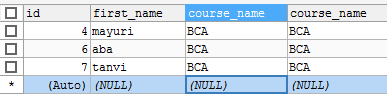 id first_name course_name course_name
4 mayuri BCA BCA
6 aba BCA BCA
7 tanvi BCA BCA
* (Auto) (NULL) (NULL) (NULL)